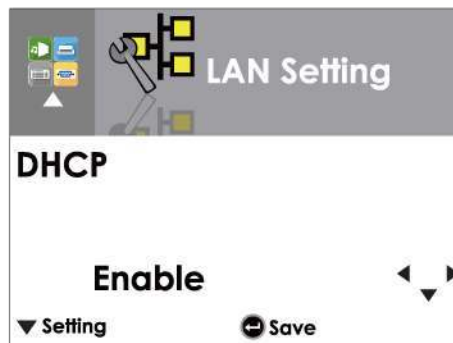 LAN Setting
DHCP
Enable
Setting
Save